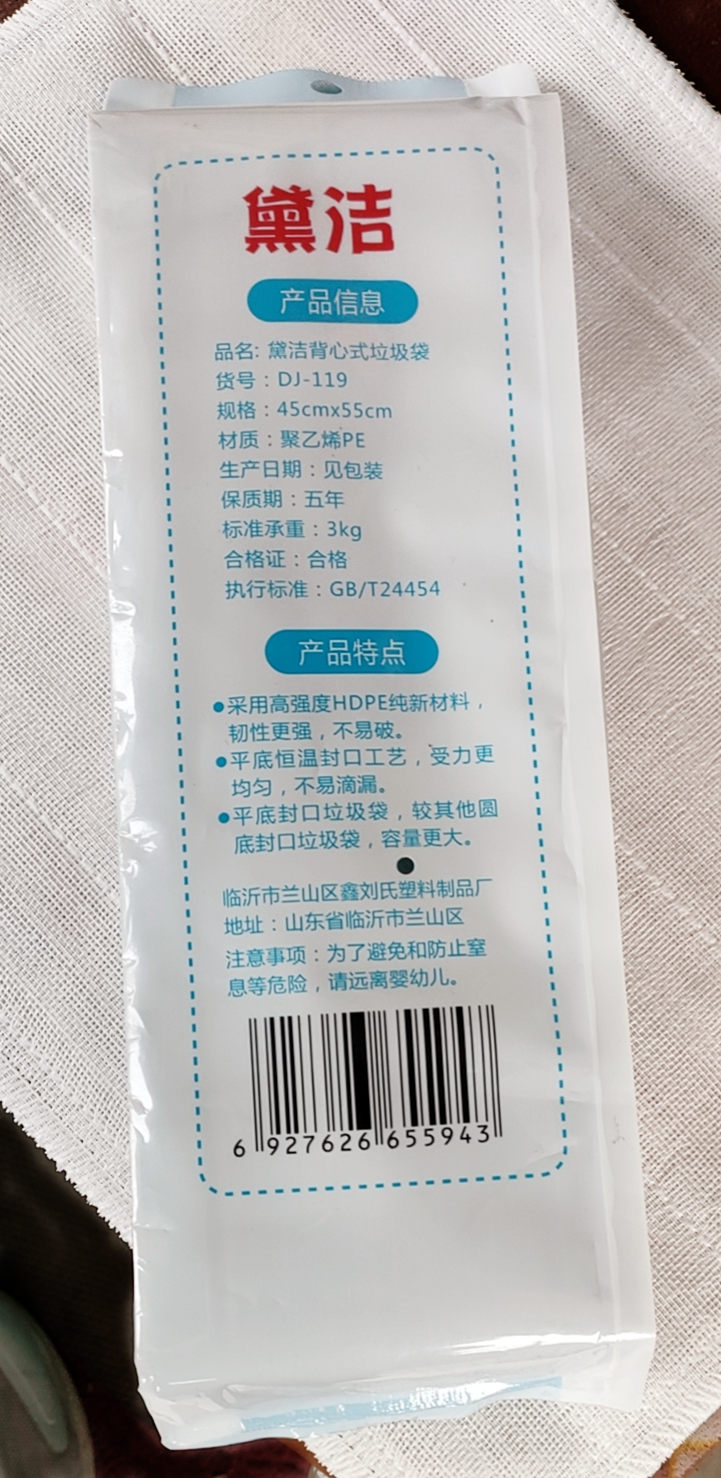 黛洁
产品信息
品名: 黛洁背心式垃圾袋
货号：DJ-119
规格：45cmx55cm
材质：聚乙烯PE
生产日期：见包装
保质期：五年
标准承重：3kg
合格证：合格
执行标准：GB/T24454
产品特点
●采用高强度HDPE纯新材料，
韧性更强，不易破。
●平底恒温封口工艺，受力更
均匀，不易滴漏。
●平底封口垃圾袋，较其他圆
底封口垃圾袋，容量更大。
临沂市兰山区鑫刘氏塑料制品厂
地址：山东省临沂市兰山区
注意事项：为了避免和防止窒
息等危险，请远离婴幼儿。
6 927626 655943